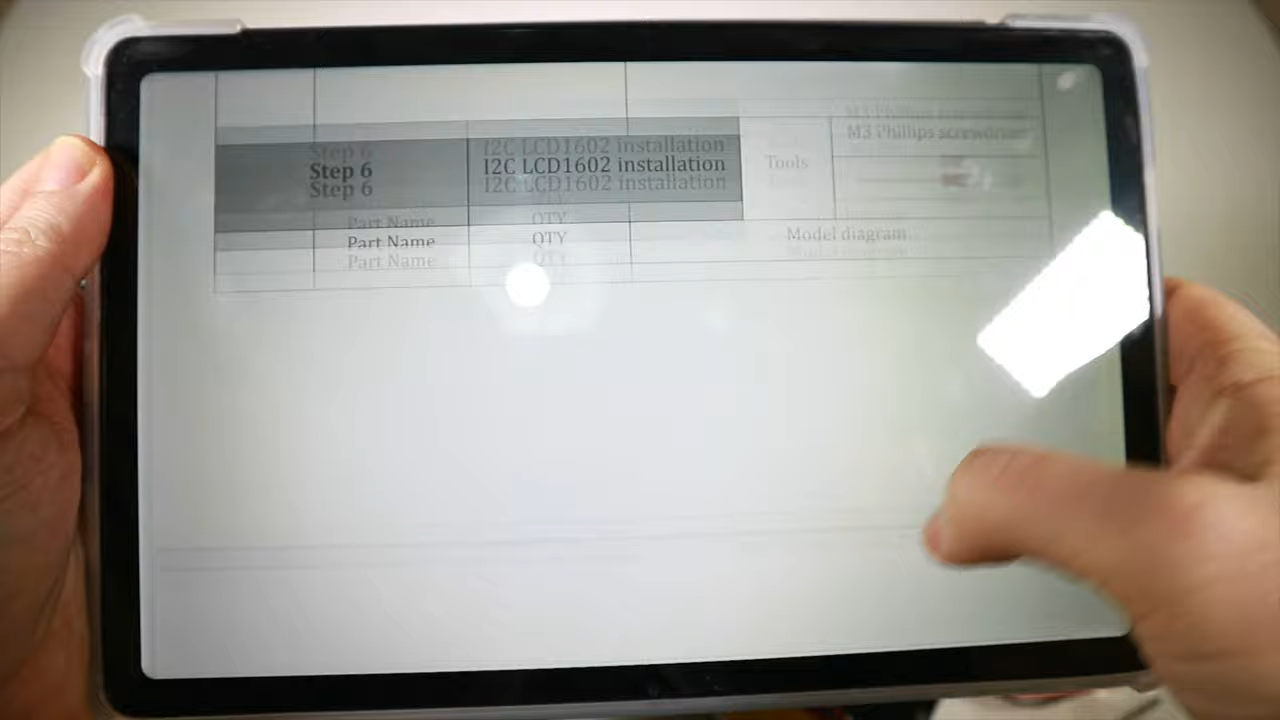 M3 Phillips screwdriver
Step 6
I2C LCD1602 installation
Tools
Part Name
QTY
Model diagram